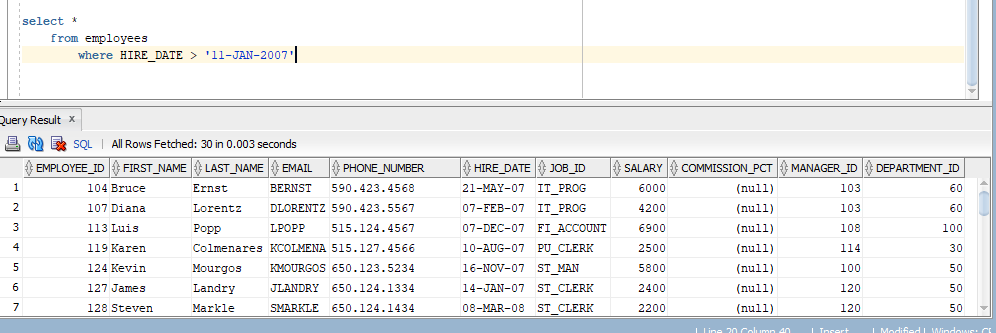 select *
from employees
where HIRE_DATE > '11-JAN-2007'
Query Result x
SQL | All Rows Fetched: 30 in 0.003 seconds
EMPLOYEE_ID FIRST_NAME LAST_NAME EMAIL PHONE_NUMBER HIRE_DATE JOB_ID SALARY COMMISSION_PCT MANAGER_ID DEPARTMENT_ID
1 104 Bruce Ernst BERNST 590.423.4568 21-MAY-07 IT_PROG 6000 (null) 103 60
2 107 Diana Lorentz DLORENTZ 590.423.5567 07-FEB-07 IT_PROG 4200 (null) 103 60
3 113 Luis Popp LPOPP 515.124.4567 07-DEC-07 FI_ACCOUNT 6900 (null) 108 100
4 119 Karen Colmenares KCOLMENA 515.127.4566 10-AUG-07 PU_CLERK 2500 (null) 114 30
5 124 Kevin Mourgos KMOURGOS 650.123.5234 16-NOV-07 ST_MAN 5800 (null) 100 50
6 127 James Landry JLANDRY 650.124.1334 14-JAN-07 ST_CLERK 2400 (null) 120 50
7 128 Steven Markle SMARKLE 650.124.1434 08-MAR-08 ST_CLERK 2200 (null) 120 50
| Line 20 Column 40 | Insert | Modified | Windows: